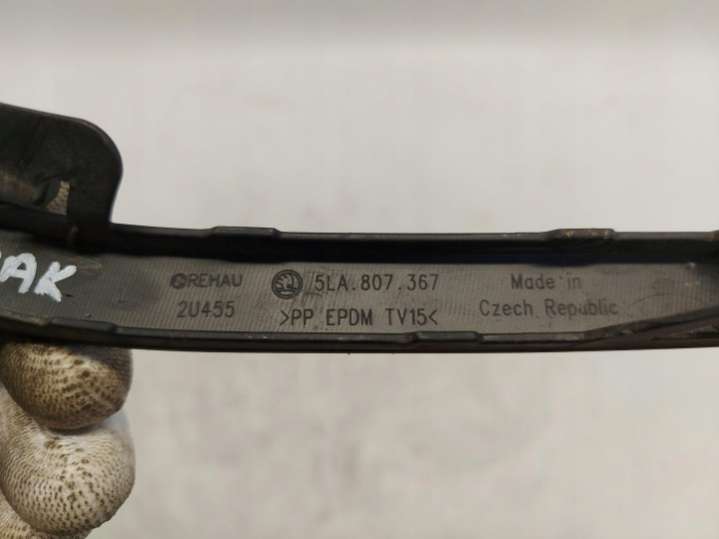 AK
REHAU
2U455
5LA.807.367
>PP EPDM TV15<
Made in
Czech Republic